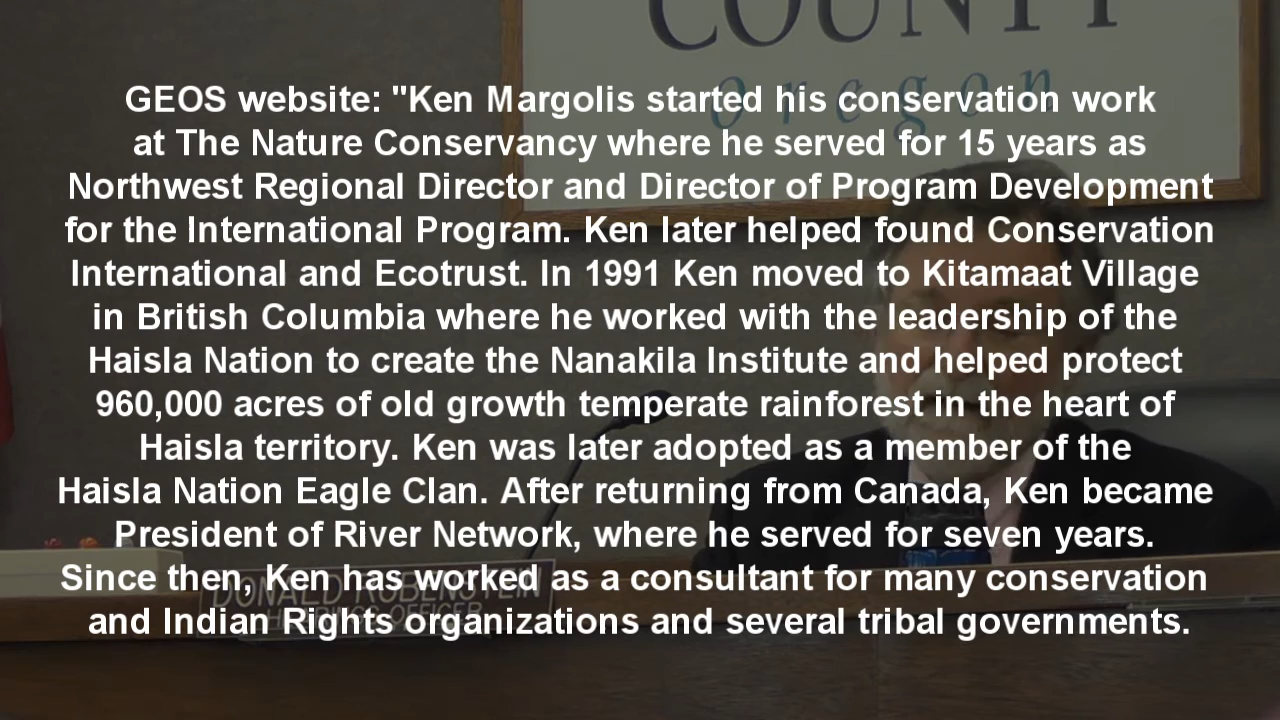 COUNTY
oregon
GEOS website: "Ken Margolis started his conservation work
at The Nature Conservancy where he served for 15 years as
Northwest Regional Director and Director of Program Development
for the International Program. Ken later helped found Conservation
International and Ecotrust. In 1991 Ken moved to Kitamaat Village
in British Columbia where he worked with the leadership of the
Haisla Nation to create the Nanakila Institute and helped protect
960,000 acres of old growth temperate rainforest in the heart of
Haisla territory. Ken was later adopted as a member of the
Haisla Nation Eagle Clan. After returning from Canada, Ken became
President of River Network, where he served for seven years.
Since then, Ken has worked as a consultant for many conservation
and Indian Rights organizations and several tribal governments.
DONALD RUBENSTEIN
HEARINGS OFFICER